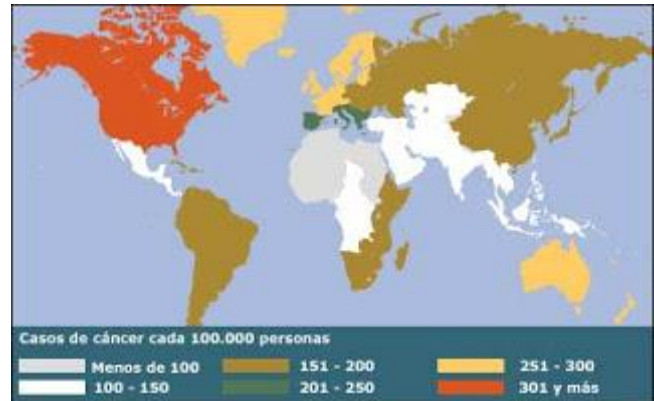 Casos de cáncer cada 100.000 personas
Menos de 100 151 - 200 251 - 300
100 - 150 201 - 250 301 y más